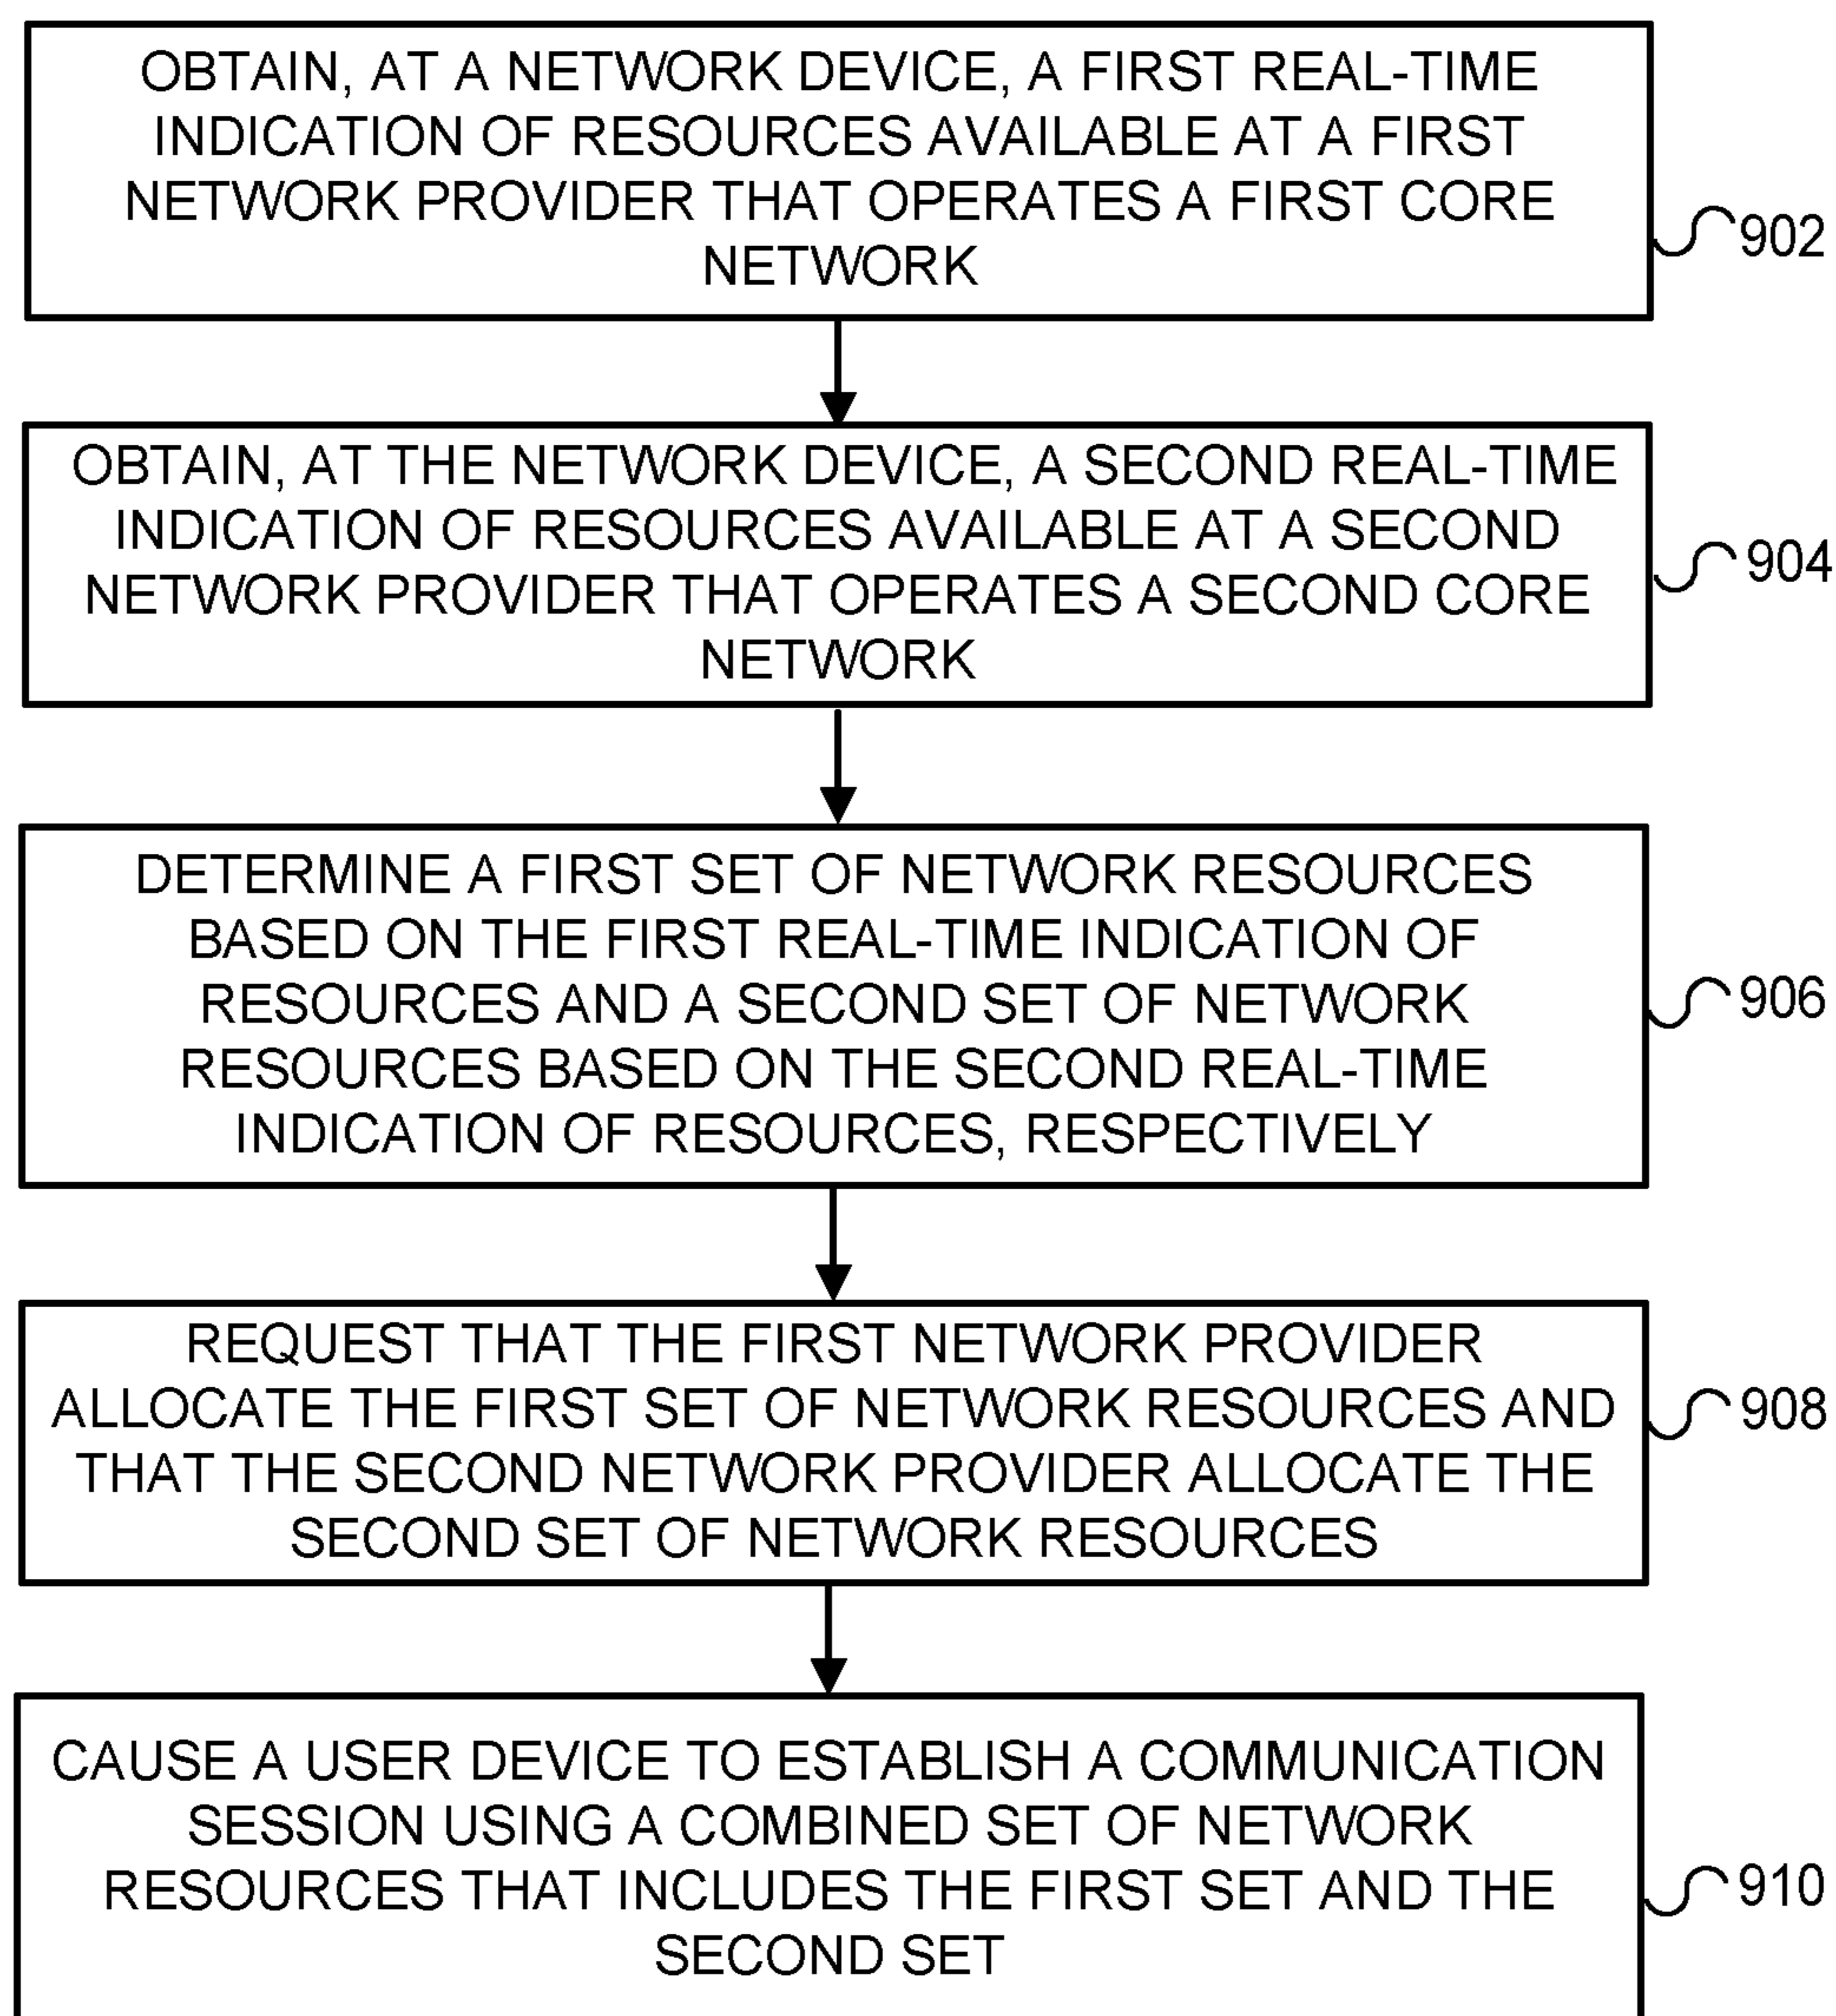 OBTAIN, AT A NETWORK DEVICE, A FIRST REAL-TIME
INDICATION OF RESOURCES AVAILABLE AT A FIRST
NETWORK PROVIDER THAT OPERATES A FIRST CORE
NETWORK
902
OBTAIN, AT THE NETWORK DEVICE, A SECOND REAL-TIME
INDICATION OF RESOURCES AVAILABLE AT A SECOND
NETWORK PROVIDER THAT OPERATES A SECOND CORE
NETWORK
904
DETERMINE A FIRST SET OF NETWORK RESOURCES
BASED ON THE FIRST REAL-TIME INDICATION OF
RESOURCES AND A SECOND SET OF NETWORK
RESOURCES BASED ON THE SECOND REAL-TIME
INDICATION OF RESOURCES, RESPECTIVELY
906
REQUEST THAT THE FIRST NETWORK PROVIDER
ALLOCATE THE FIRST SET OF NETWORK RESOURCES AND
THAT THE SECOND NETWORK PROVIDER ALLOCATE THE
SECOND SET OF NETWORK RESOURCES
908
CAUSE A USER DEVICE TO ESTABLISH A COMMUNICATION
SESSION USING A COMBINED SET OF NETWORK
RESOURCES THAT INCLUDES THE FIRST SET AND THE
SECOND SET
910